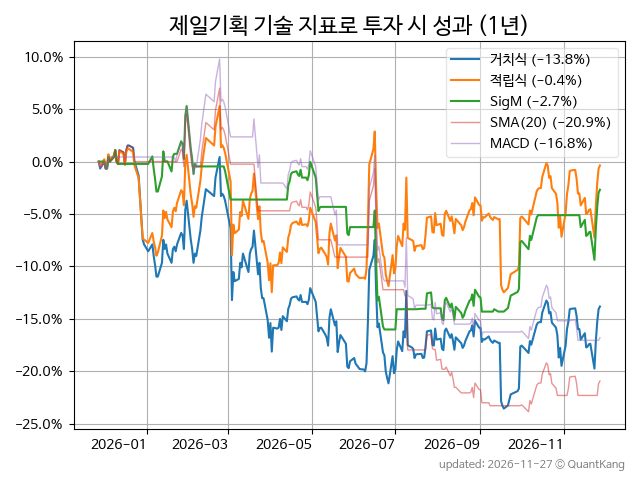 제일기획 기술 지표로 투자 시 성과 (1년)
10.0%
5.0%
0.0%
−5.0%
−10.0%
−15.0%
−20.0%
−25.0%
거치식 (−13.8%)
적립식 (−0.4%)
SigM (−2.7%)
SMA(20) (−20.9%)
MACD (−16.8%)
2026-01 2026-03 2026-05 2026-07 2026-09 2026-11
updated: 2026-11-27 © QuantKang